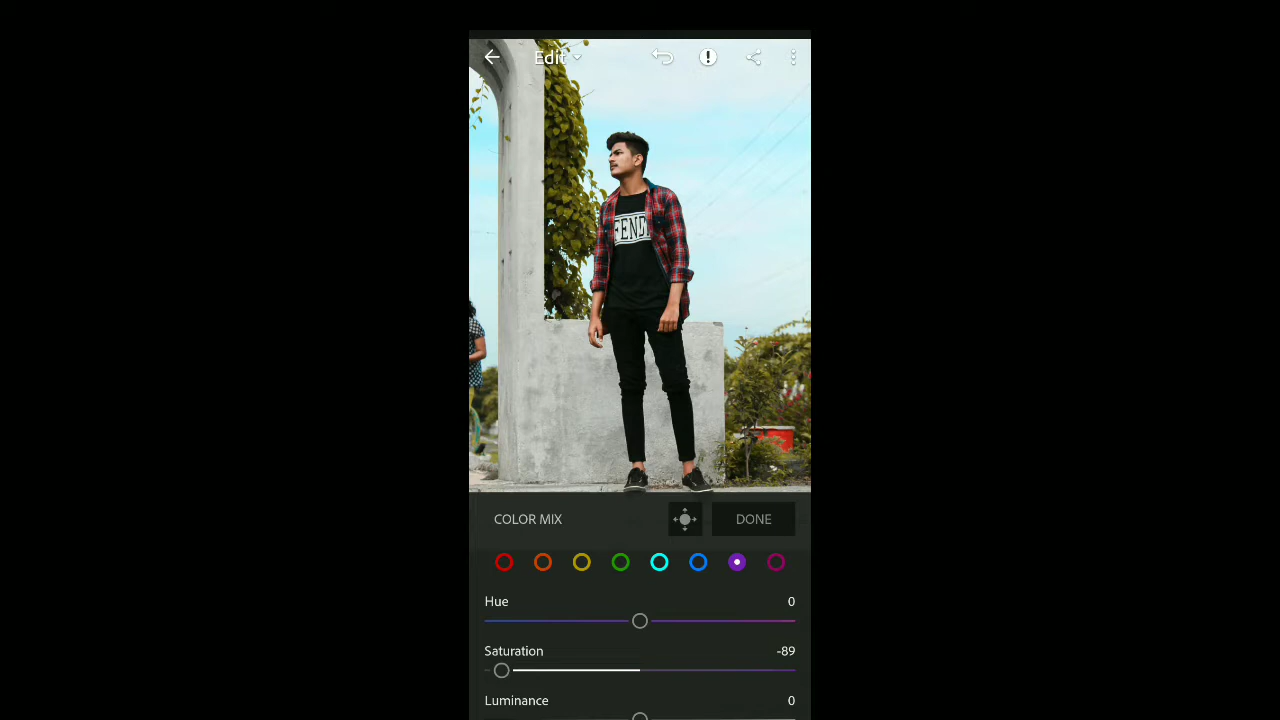 Edit
FENDI
COLOR MIX
DONE
Hue 0
Saturation -89
Luminance 0